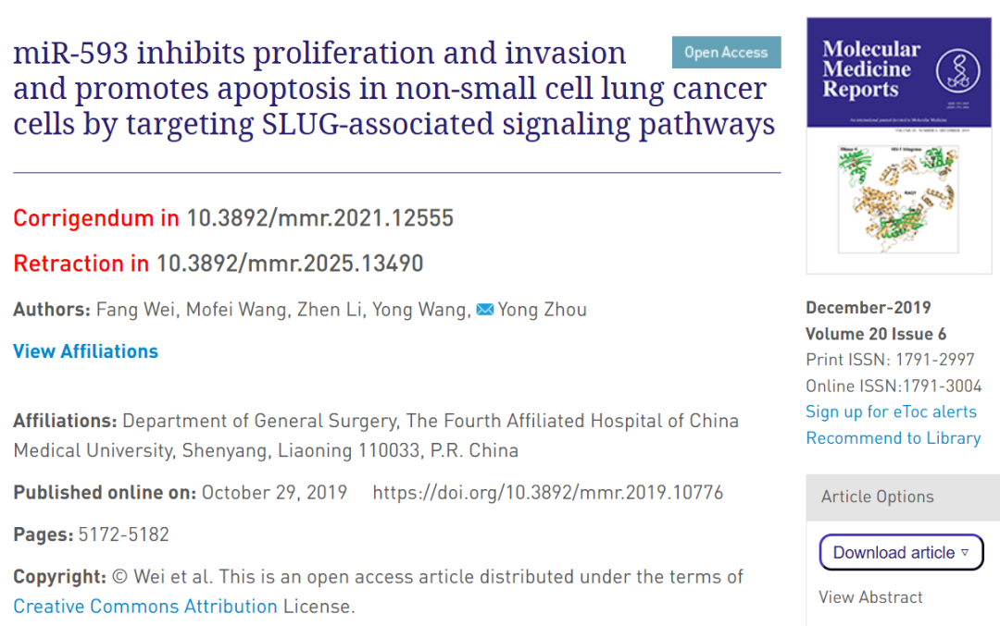 miR-593 inhibits proliferation and invasion
and promotes apoptosis in non-small cell lung cancer
cells by targeting SLUG-associated signaling pathways
Open Access
Corrigendum in 10.3892/mmr.2021.12555
Retraction in 10.3892/mmr.2025.13490
Authors: Fang Wei, Mofei Wang, Zhen Li, Yong Wang, Yong Zhou
View Affiliations
Affiliations: Department of General Surgery, The Fourth Affiliated Hospital of China
Medical University, Shenyang, Liaoning 110033, P.R. China
Published online on: October 29, 2019 https://doi.org/10.3892/mmr.2019.10776
Pages: 5172-5182
Copyright: © Wei et al. This is an open access article distributed under the terms of
Creative Commons Attribution License.
Molecular
Medicine
Reports
December-2019
Volume 20 Issue 6
Print ISSN: 1791-2997
Online ISSN:1791-3004
Sign up for eToc alerts
Recommend to Library
Article Options
Download article ▿
View Abstract